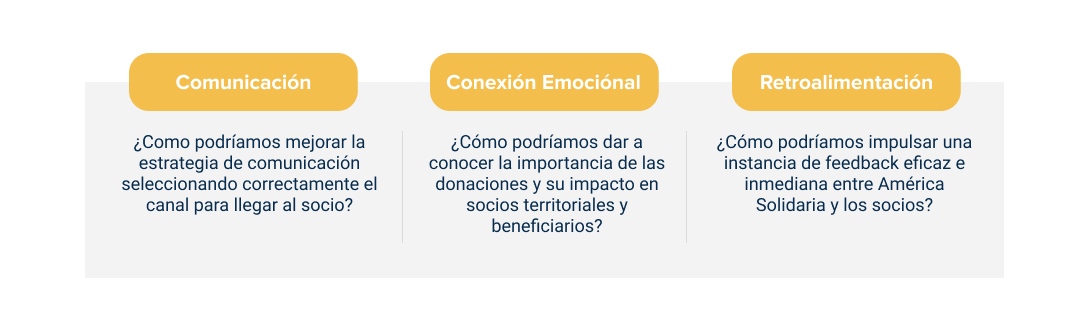 Comunicación
¿Como podríamos mejorar la
estrategia de comunicación
seleccionando correctamente el
canal para llegar al socio?
Conexión Emociónal
¿Cómo podríamos dar a
conocer la importancia de las
donaciones y su impacto en
socios territoriales y
beneficiarios?
Retroalimentación
¿Cómo podríamos impulsar una
instancia de feedback eficaz e
inmediana entre América
Solidaria y los socios?